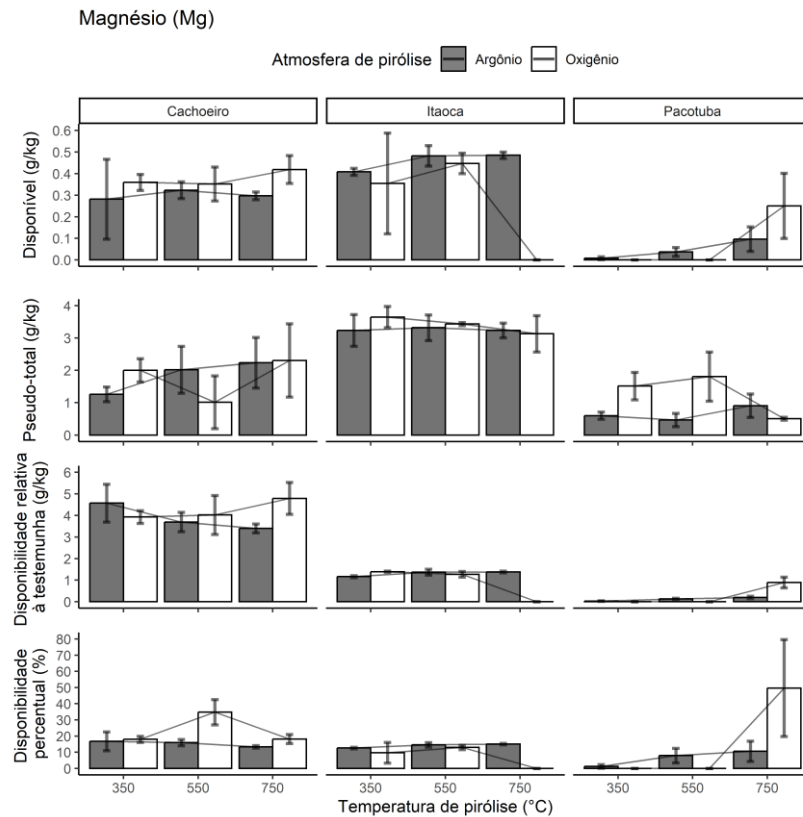 Magnésio (Mg)
Atmosfera de pirólise Argônio Oxigênio
Cachoeiro Itaoca Pacotuba
Disponível (g/kg)
0.6
0.5
0.4
0.3
0.2
0.1
0.0
Pseudo-total (g/kg)
4
3
2
1
0
Disponibilidade relativa
à testemunha (g/kg)
6
5
4
3
2
1
0
Disponibilidade
percentual (%)
80
70
60
50
40
30
20
10
0
350 550 750 350 550 750 350 550 750
Temperatura de pirólise (°C)